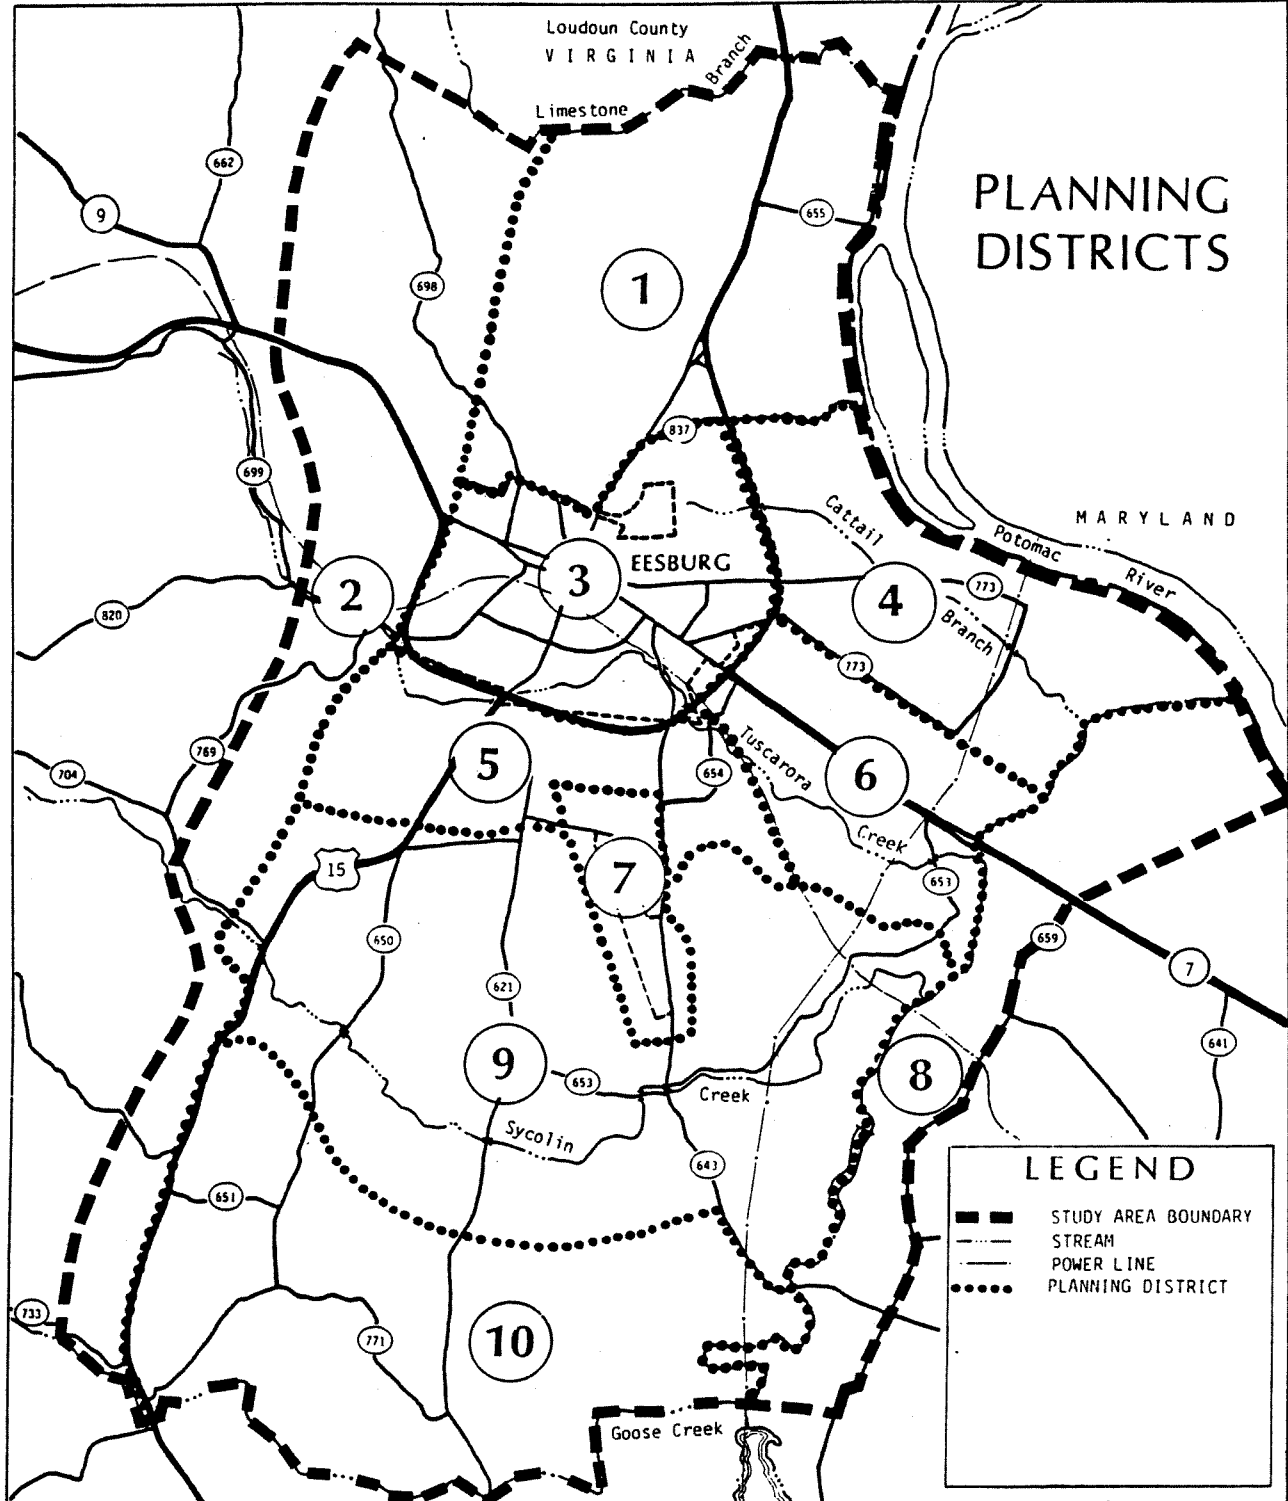 Loudoun County
VIRGINIA
Branch
Limestone
PLANNING
DISTRICTS
662
9
655
1
698
837
699
Cattail
MARYLAND
Potomac
River
EESBURG
3
2
4
773
820
Branch
773
769
704
5
654
Tuscarora
6
Creek
15
7
653
650
659
7
621
641
9
653
8
Creek
Sycolin
643
651
LEGEND
STUDY AREA BOUNDARY
STREAM
POWER LINE
PLANNING DISTRICT
733
771
10
Goose Creek